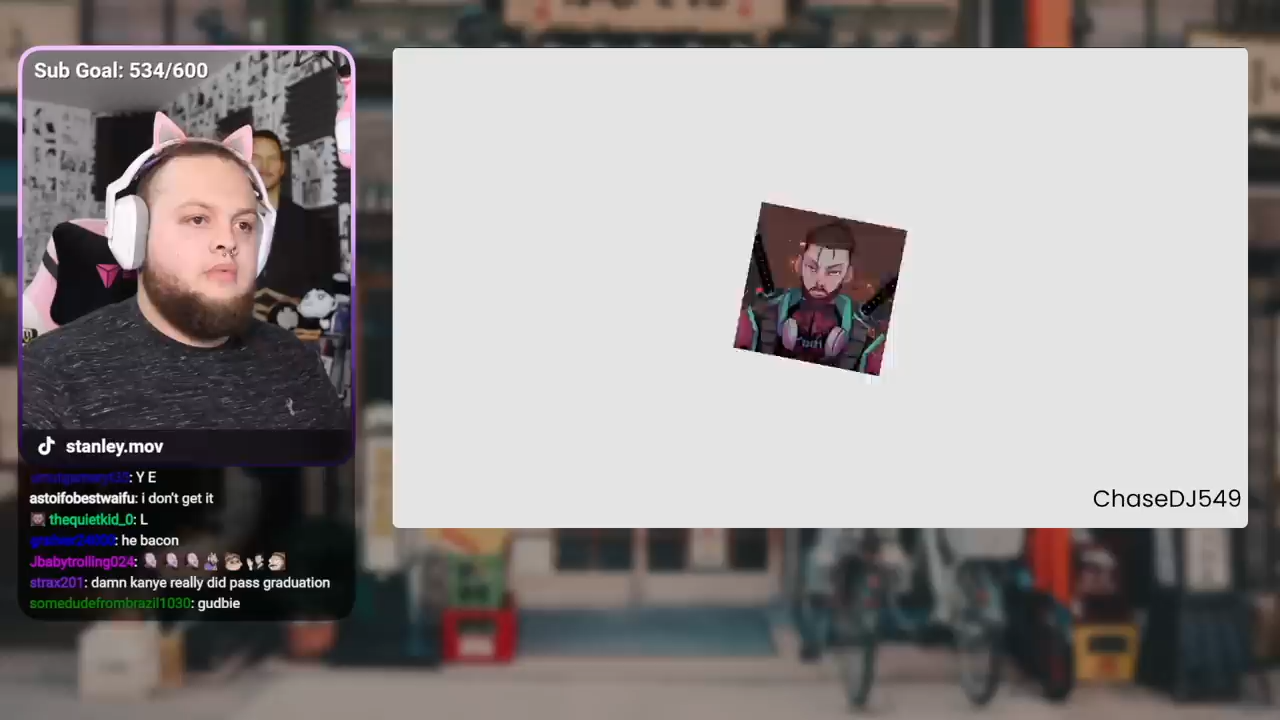 Sub Goal: 534/600
stanley.mov
: Y E
astolfobestwaifu: i don't get it
thequietkid_0: L
: he bacon
Jbabytrolling024:
strax201: damn kanye really did pass graduation
somedudefrombrazil1030: gudbie
ChaseDJ549